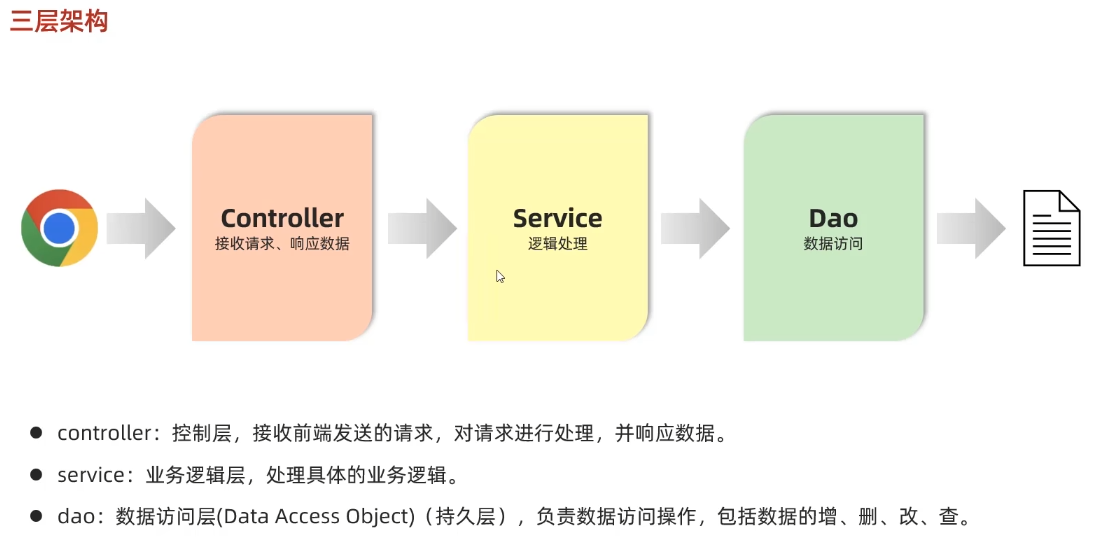 三层架构
Controller
接收请求、响应数据
Service
逻辑处理
Dao
数据访问
controller：控制层，接收前端发送的请求，对请求进行处理，并响应数据。
service：业务逻辑层，处理具体的业务逻辑。
dao：数据访问层(Data Access Object)（持久层），负责数据访问操作，包括数据的增、删、改、查。